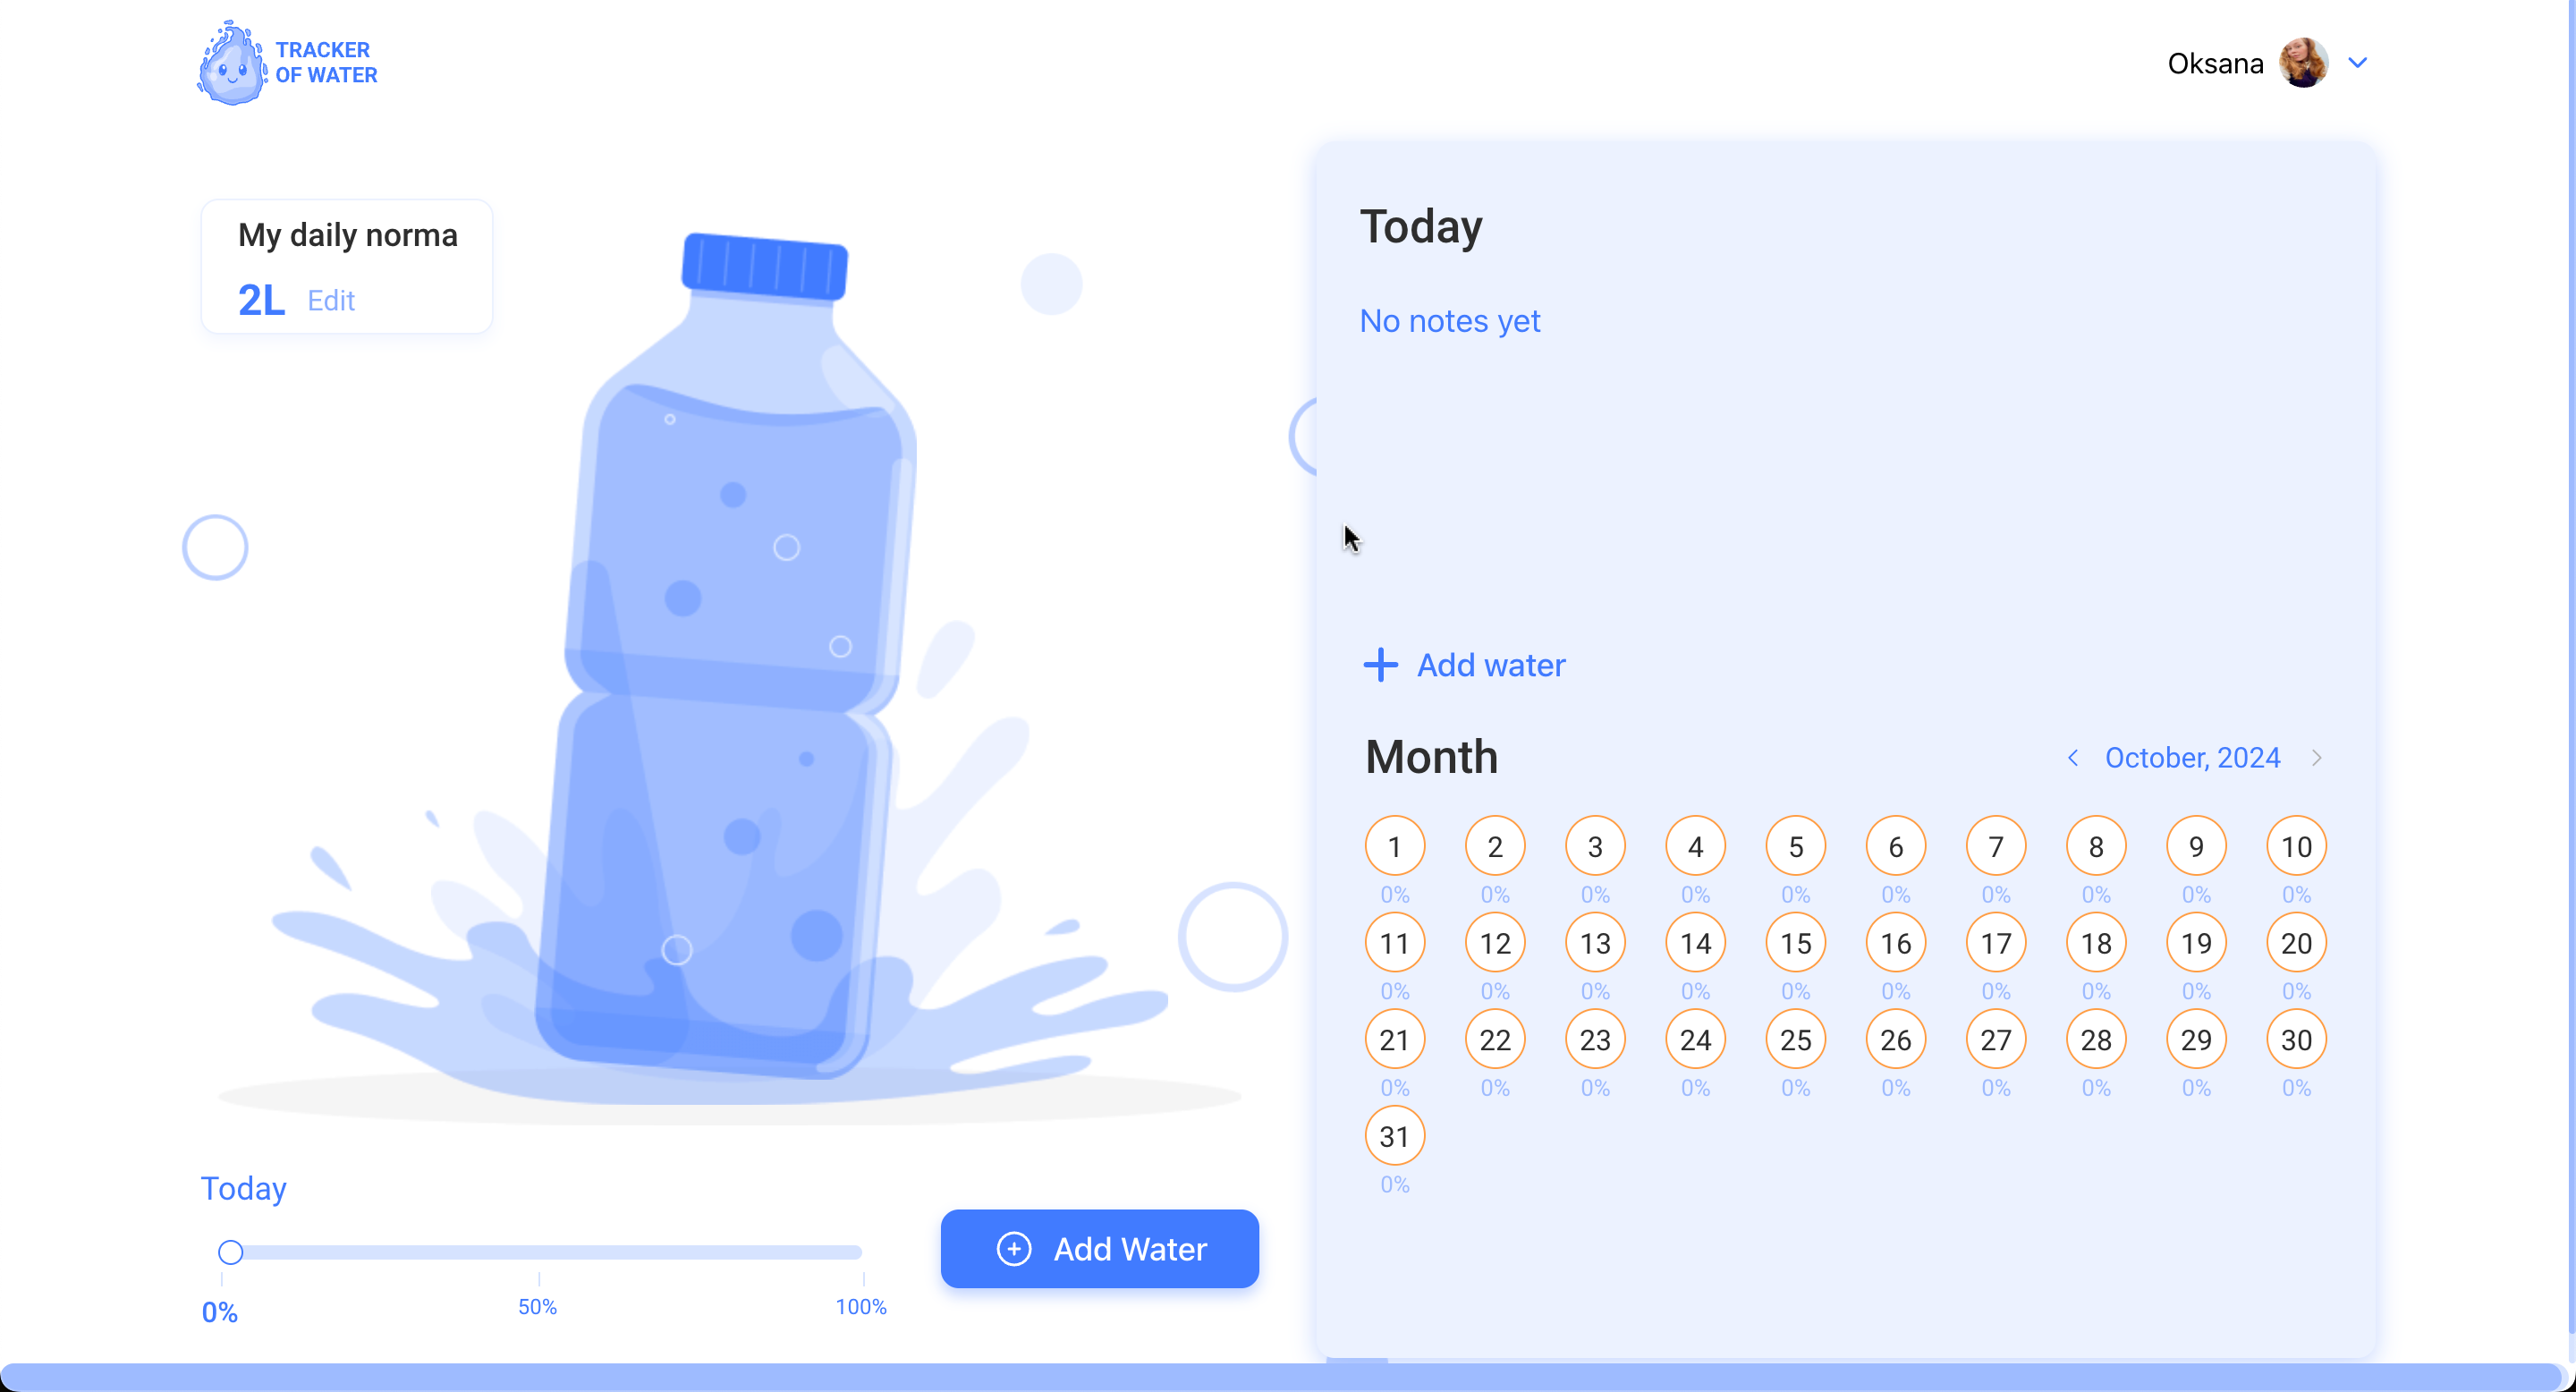 TRACKER
OF WATER
Oksana
My daily norma
2L Edit
Today
No notes yet
Add water
Month
October, 2024
1 2 3 4 5 6 7 8 9 10
0% 0% 0% 0% 0% 0% 0% 0% 0% 0%
11 12 13 14 15 16 17 18 19 20
0% 0% 0% 0% 0% 0% 0% 0% 0% 0%
21 22 23 24 25 26 27 28 29 30
0% 0% 0% 0% 0% 0% 0% 0% 0% 0%
31
0%
Today
0% 50% 100%
Add Water